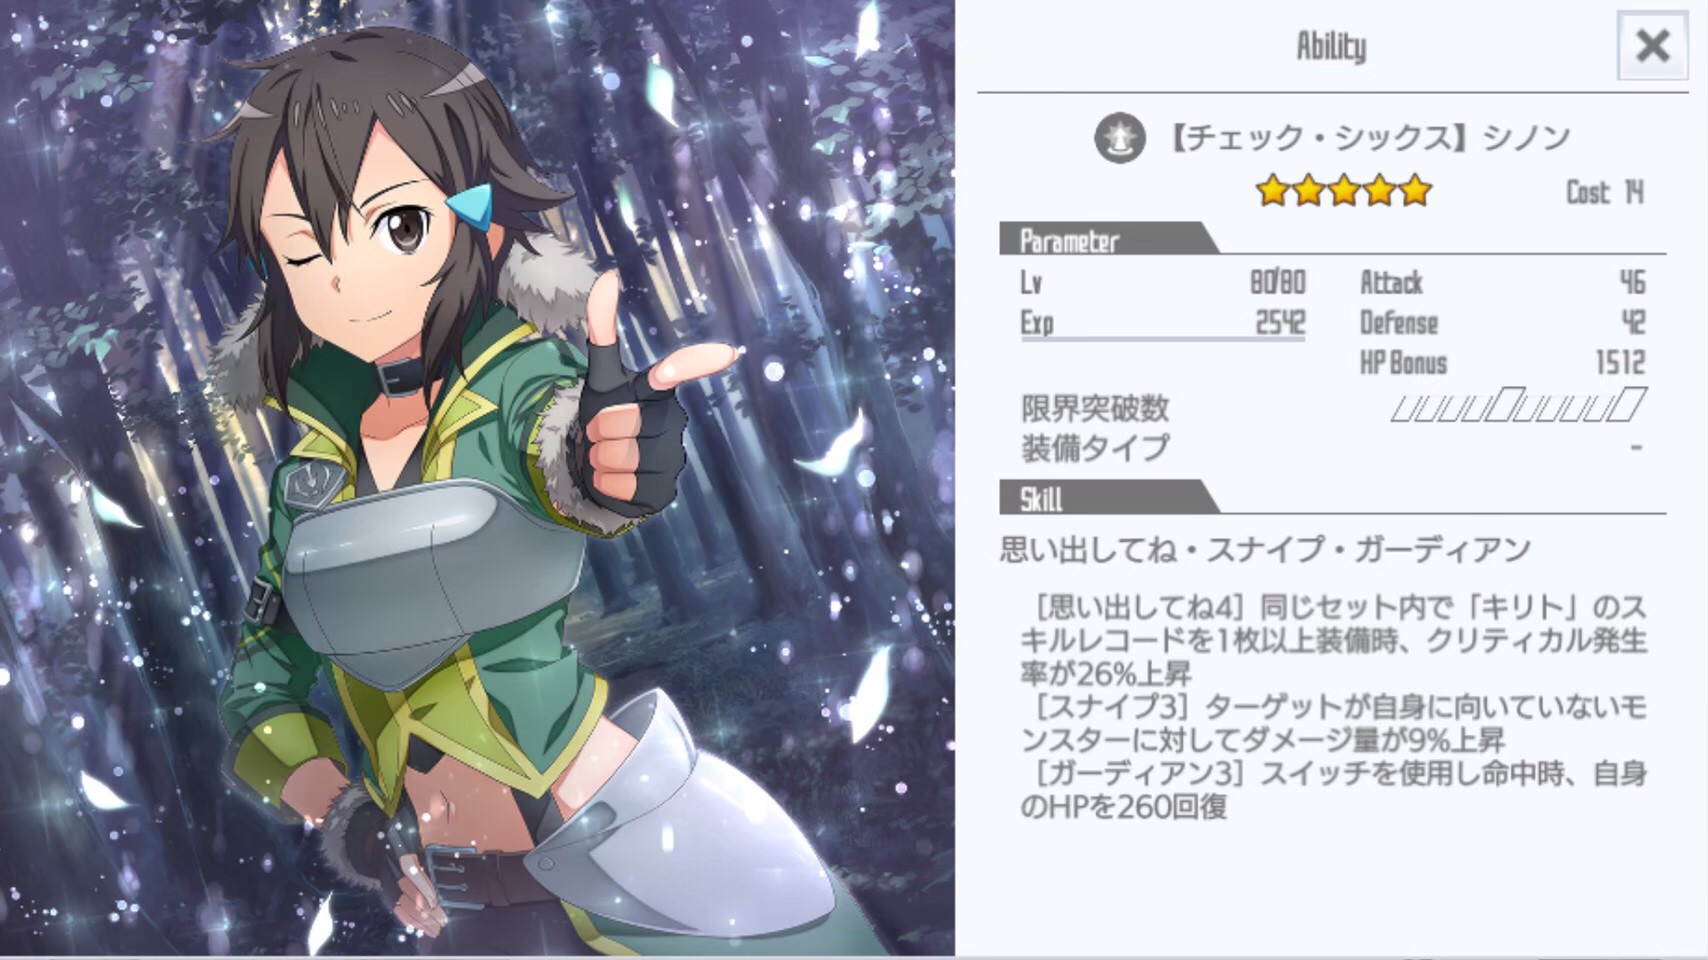 Ability
【チェック・シックス】シノン
Cost 14
Parameter
Lv 80/80 Attack 46
Exp 2542 Defense 42
HP Bonus 1512
限界突破数
装備タイプ -
Skill
思い出してね・スナイプ・ガーディアン
［思い出してね4］同じセット内で「キリト」のス
キルレコードを1枚以上装備時、クリティカル発生
率が26%上昇
［スナイプ3］ターゲットが自身に向いていないモ
ンスターに対してダメージ量が9%上昇
［ガーディアン3］スイッチを使用し命中時、自身
のHPを260回復